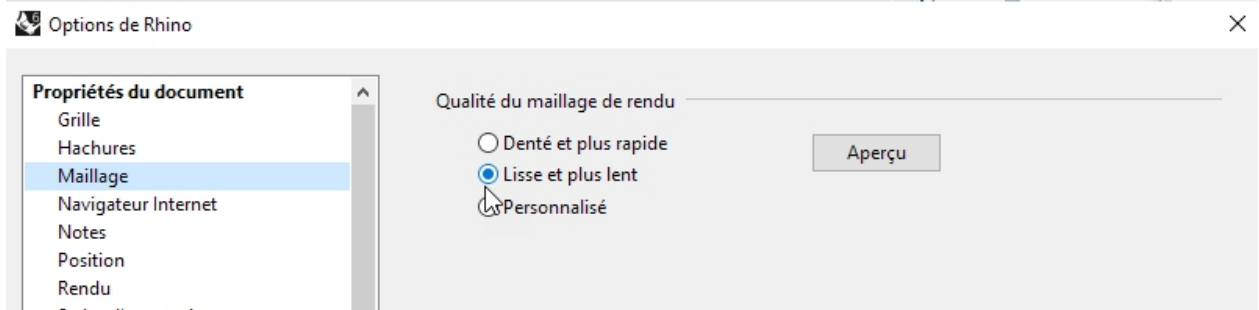 Options de Rhino
Propriétés du document
Grille
Hachures
Maillage
Navigateur Internet
Notes
Position
Rendu
Qualité du maillage de rendu
Denté et plus rapide
Lisse et plus lent
Personnalisé
Aperçu